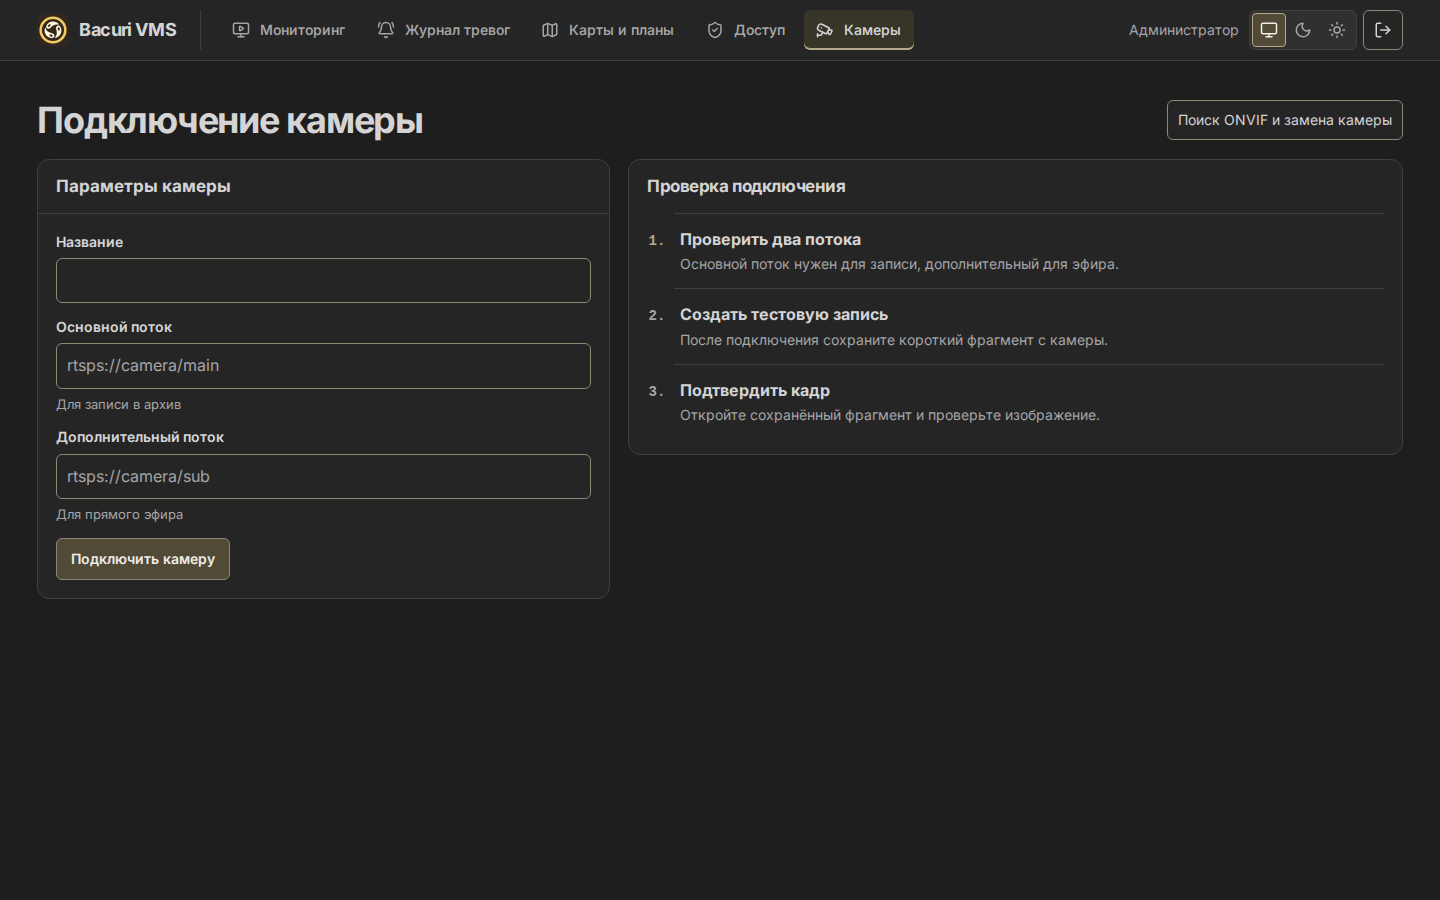 Bacuri VMS
Мониторинг
Журнал тревог
Карты и планы
Доступ
Камеры
Администратор
Подключение камеры
Поиск ONVIF и замена камеры
Параметры камеры
Название
Основной поток
rtsps://camera/main
Для записи в архив
Дополнительный поток
rtsps://camera/sub
Для прямого эфира
Подключить камеру
Проверка подключения
1. Проверить два потока
Основной поток нужен для записи, дополнительный для эфира.
2. Создать тестовую запись
После подключения сохраните короткий фрагмент с камеры.
3. Подтвердить кадр
Откройте сохранённый фрагмент и проверьте изображение.